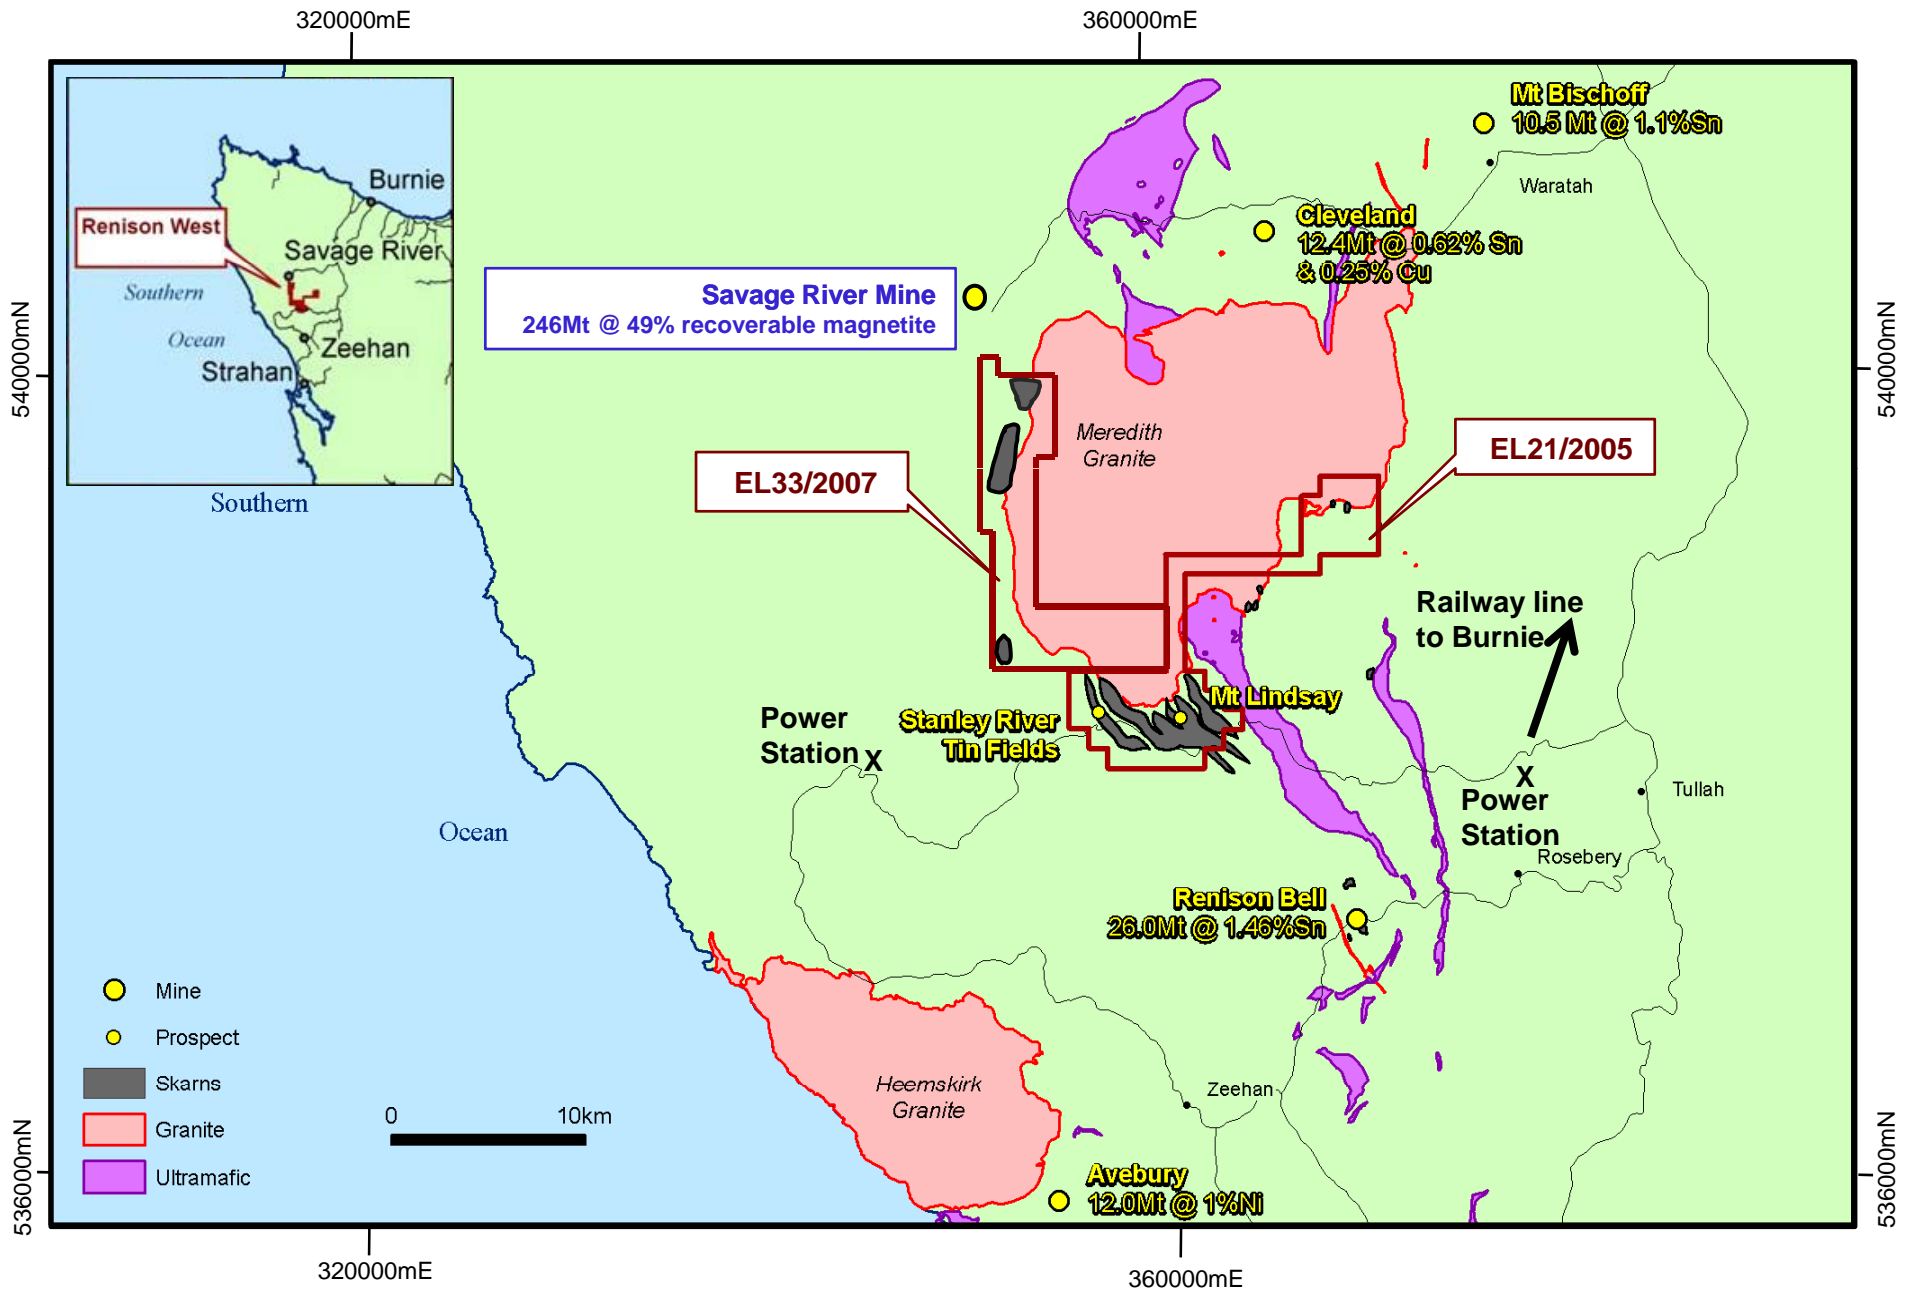 320000mE
360000mE
Burnie
Renison West
Savage River
Southern
Ocean
Zeehan
Strahan
Mt Bischoff
10.5 Mt @ 1.1%Sn
Waratah
Cleveland
12.4Mt @ 0.62% Sn
& 0.25% Cu
Savage River Mine
246Mt @ 49% recoverable magnetite
5400000mN
5400000mN
Meredith
Granite
EL21/2005
EL33/2007
Southern
Railway line
to Burnie
Mt Lindsay
Stanley River
Tin Fields
Power
Station X
X
Power
Station
Tullah
Ocean
Rosebery
Renison Bell
26.0Mt @ 1.46%Sn
Mine
Prospect
Skarns
Granite
Ultramafic
0 10km
Heemskirk
Granite
Zeehan
Avebury
12.0Mt @ 1%Ni
5360000mN
5360000mN
320000mE
360000mE